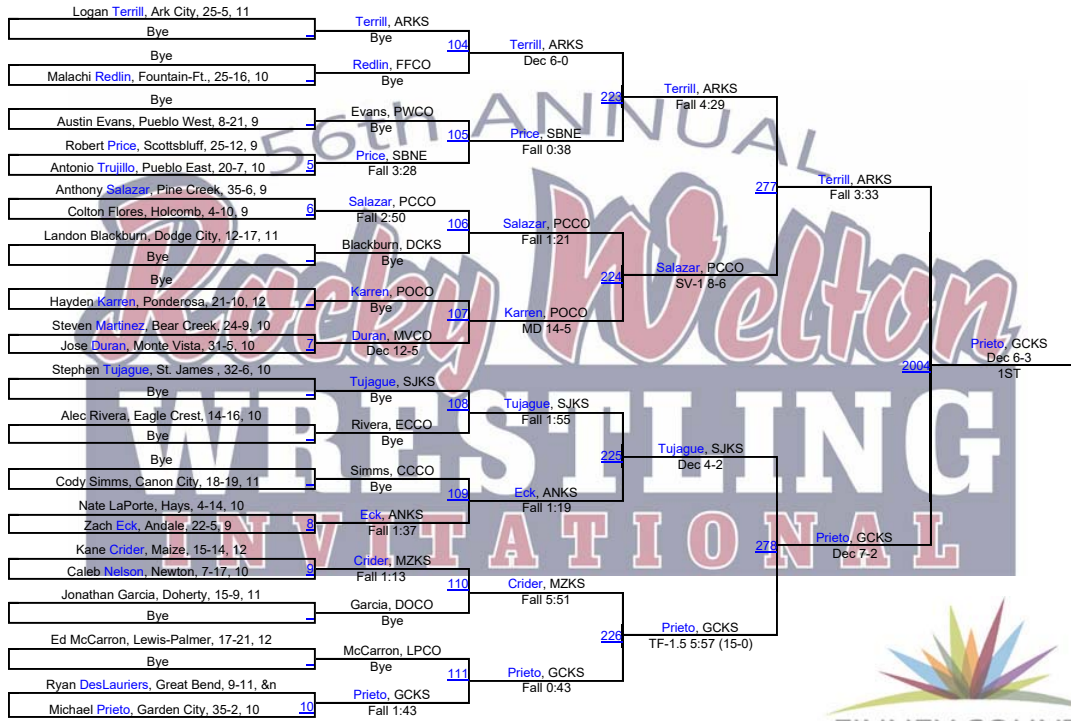 Logan Terrill, Ark City, 25-5, 11
Bye
Bye
Malachi Redlin, Fountain-Ft., 25-16, 10
Bye
Austin Evans, Pueblo West, 8-21, 9
Robert Price, Scottsbluff, 25-12, 9
Antonio Trujillo, Pueblo East, 20-7, 10
5
Anthony Salazar, Pine Creek, 35-6, 9
Colton Flores, Holcomb, 4-10, 9
6
Landon Blackburn, Dodge City, 12-17, 11
Bye
Bye
Hayden Karren, Ponderosa, 21-10, 12
Steven Martinez, Bear Creek, 24-9, 10
Jose Duran, Monte Vista, 31-5, 10
7
Stephen Tujague, St. James , 32-6, 10
Bye
Alec Rivera, Eagle Crest, 14-16, 10
Bye
Bye
Cody Simms, Canon City, 18-19, 11
Nate LaPorte, Hays, 4-14, 10
Zach Eck, Andale, 22-5, 9
8
Kane Crider, Maize, 15-14, 12
Caleb Nelson, Newton, 7-17, 10
9
Jonathan Garcia, Doherty, 15-9, 11
Bye
Ed McCarron, Lewis-Palmer, 17-21, 12
Bye
Ryan DesLauriers, Great Bend, 9-11, &n
Michael Prieto, Garden City, 35-2, 10
10
Terrill, ARKS
Bye
104
Redlin, FFCO
Bye
Evans, PWCO
Bye
105
Price, SBNE
Fall 3:28
Salazar, PCCO
Fall 2:50
106
Blackburn, DCKS
Bye
Karren, POCO
Bye
107
Duran, MVCO
Dec 12-5
Tujague, SJKS
Bye
108
Rivera, ECCO
Bye
Simms, CCCO
Bye
109
Eck, ANKS
Fall 1:37
Crider, MZKS
Fall 1:13
110
Garcia, DOCO
Bye
McCarron, LPCO
Bye
111
Prieto, GCKS
Fall 1:43
Terrill, ARKS
Dec 6-0
223
Price, SBNE
Fall 0:38
Salazar, PCCO
Fall 1:21
224
Karren, POCO
MD 14-5
Tujague, SJKS
Fall 1:55
225
Eck, ANKS
Fall 1:19
Crider, MZKS
Fall 5:51
226
Prieto, GCKS
Fall 0:43
Terrill, ARKS
Fall 4:29
277
Salazar, PCCO
SV-1 8-6
Tujague, SJKS
Dec 4-2
278
Prieto, GCKS
TF-1.5 5:57 (15-0)
Terrill, ARKS
Fall 3:33
2004
Prieto, GCKS
Dec 7-2
Prieto, GCKS
Dec 6-3
1ST
56th ANNUAL
Rocky Welton
WRESTLING
INVITATIONAL